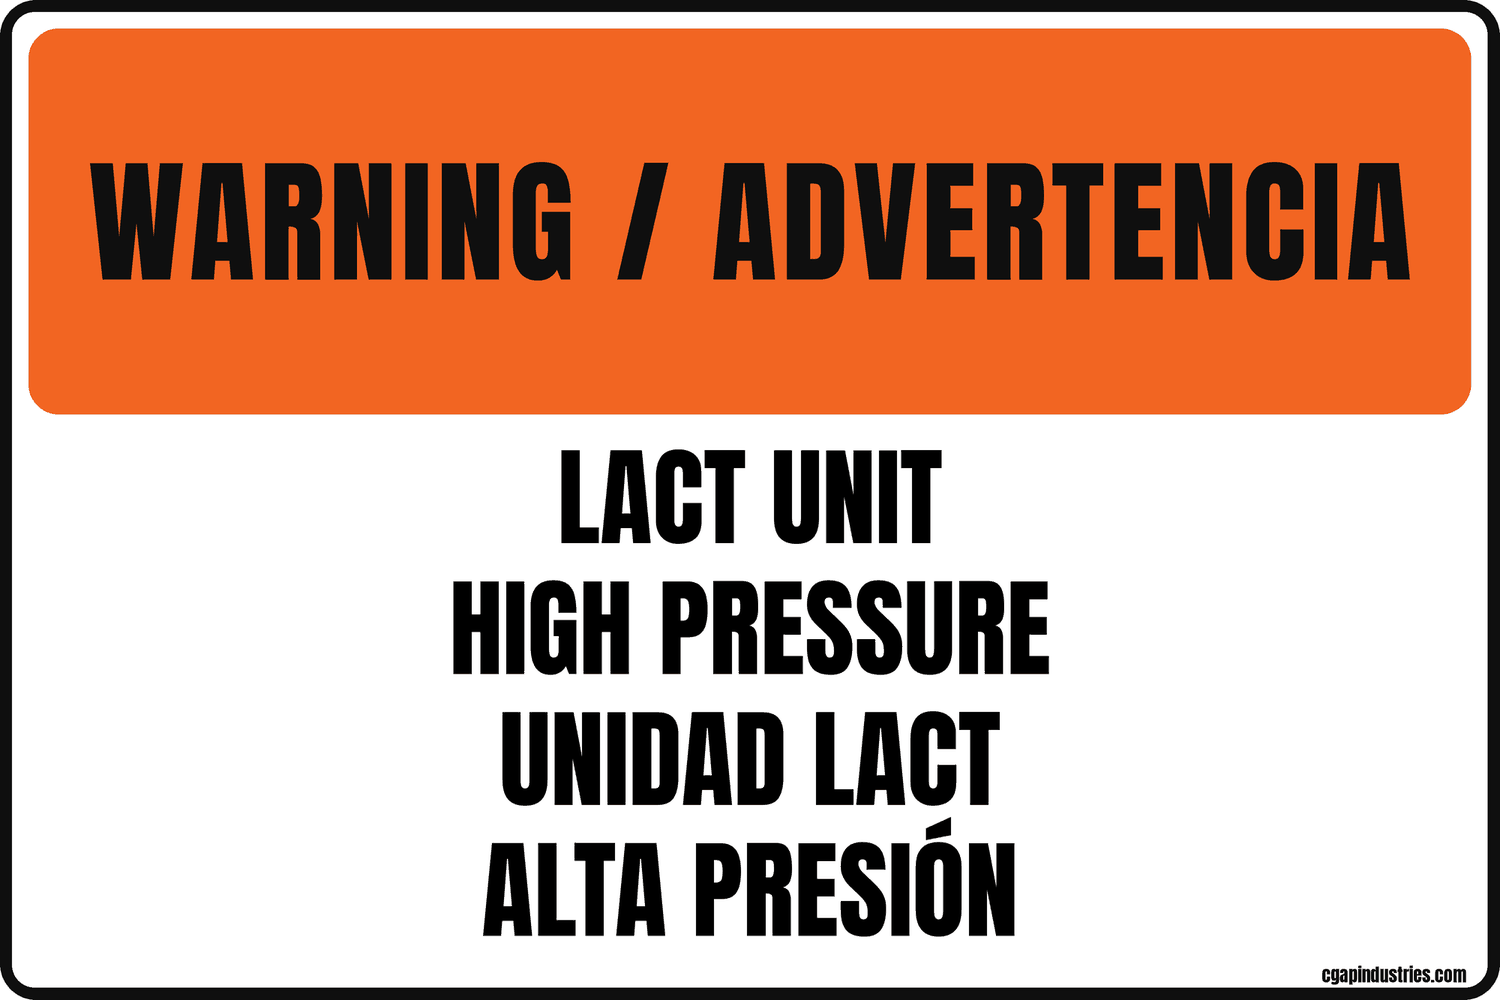 WARNING / ADVERTENCIA
LACT UNIT
HIGH PRESSURE
UNIDAD LACT
ALTA PRESIÓN
cgapindustries.com